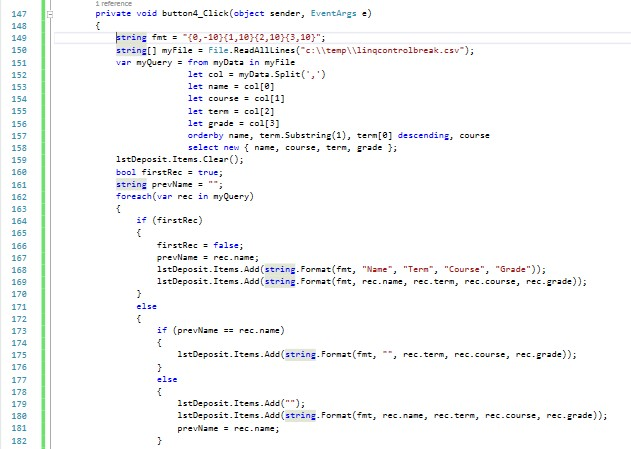 1 reference
147 private void button4_Click(object sender, EventArgs e)
148 {
149 string fmt = "{0,-10}{1,10}{2,10}{3,10}";
150 string[] myFile = File.ReadAllLines("c:\\temp\\linqcontrolbreak.csv");
151 var myQuery = from myData in myFile
152 let col = myData.Split(',')
153 let name = col[0]
154 let course = col[1]
155 let term = col[2]
156 let grade = col[3]
157 orderby name, term.Substring(1), term[0] descending, course
158 select new { name, course, term, grade };
159 lstDeposit.Items.Clear();
160 bool firstRec = true;
161 string prevName = "";
162 foreach(var rec in myQuery)
163 {
164 if (firstRec)
165 {
166 firstRec = false;
167 prevName = rec.name;
168 lstDeposit.Items.Add(string.Format(fmt, "Name", "Term", "Course", "Grade"));
169 lstDeposit.Items.Add(string.Format(fmt, rec.name, rec.term, rec.course, rec.grade));
170 }
171 else
172 {
173 if (prevName == rec.name)
174 {
175 lstDeposit.Items.Add(string.Format(fmt, "", rec.term, rec.course, rec.grade));
176 }
177 else
178 {
179 lstDeposit.Items.Add("");
180 lstDeposit.Items.Add(string.Format(fmt, rec.name, rec.term, rec.course, rec.grade));
181 prevName = rec.name;
182 }